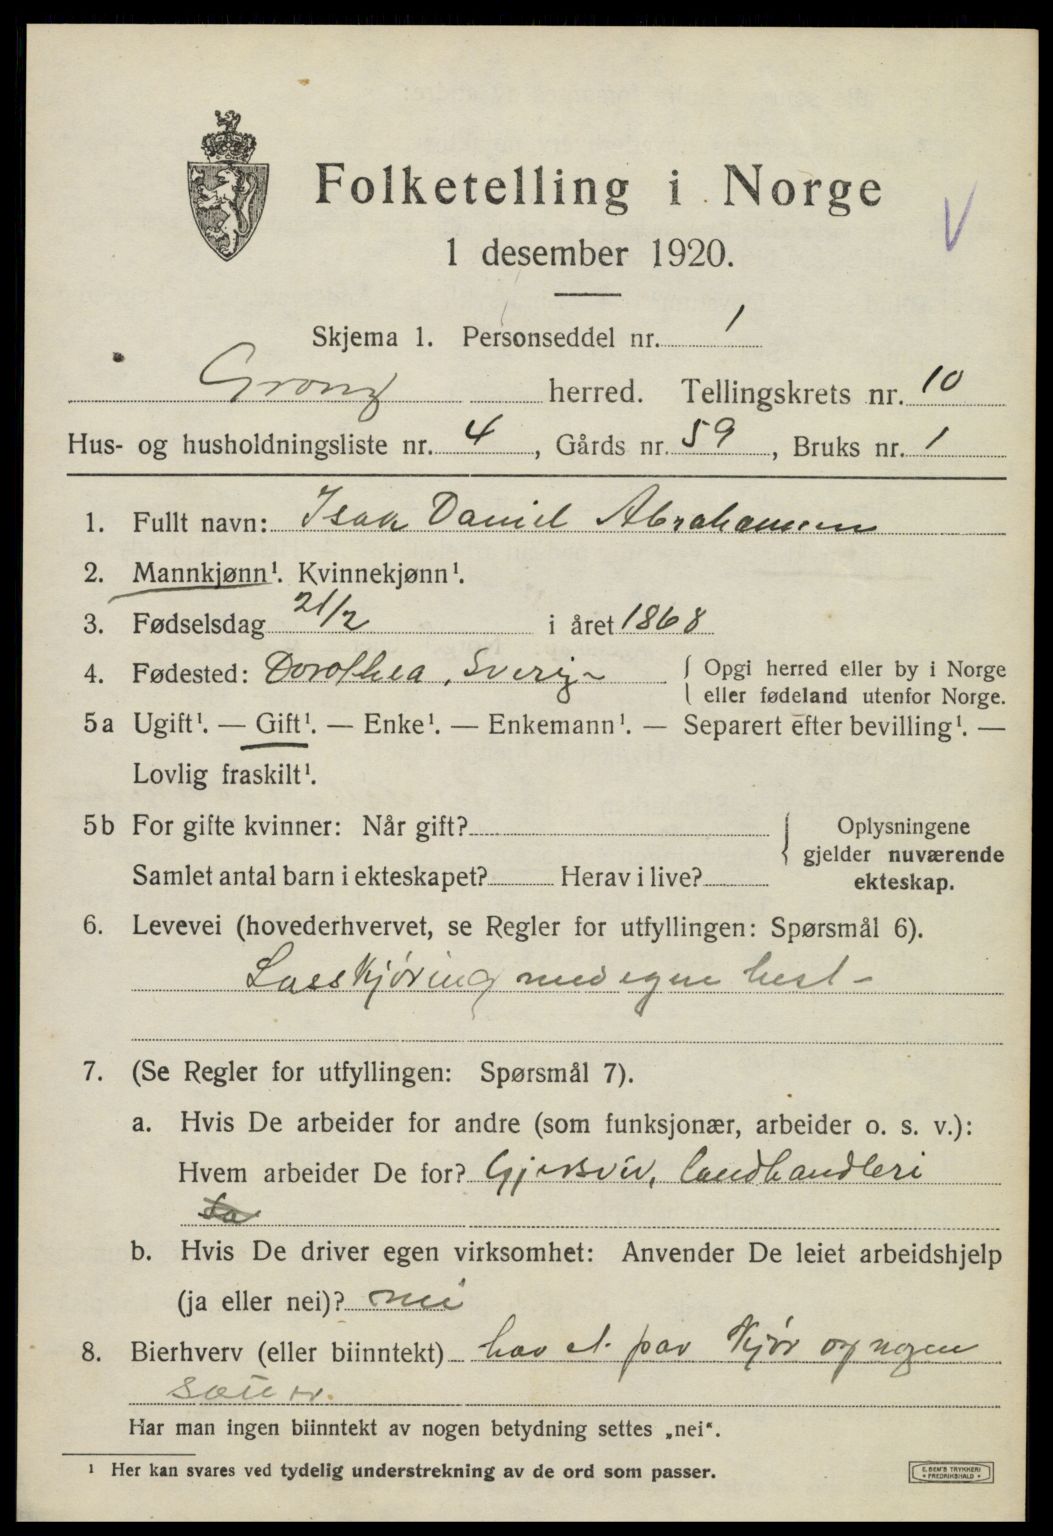 Folketelling i Norge
1 desember 1920.
Skjema 1. Personseddel nr. 1
Grong herred. Tellingskrets nr. 10
Hus- og husholdningsliste nr. 4, Gårds nr. 59, Bruks nr. 1
1. Fullt navn: Isak Daniel Abrahamsen
2. Mannkjønn¹. Kvinnekjønn¹.
3. Fødselsdag 21/2 i året 1868
4. Fødested: Dorothea, Sverig- { Opgi herred eller by i Norge
eller fødeland utenfor Norge.
5a Ugift¹. — Gift¹. — Enke¹. — Enkemann¹. — Separert efter bevilling¹. —
Lovlig fraskilt¹.
5b For gifte kvinner: Når gift? { Oplysningene
gjelder nuværende
Samlet antal barn i ekteskapet? Herav i live? ekteskap.
6. Levevei (hovederhvervet, se Regler for utfyllingen: Spørsmål 6).
Lasskjøring med egen hest-
7. (Se Regler for utfyllingen: Spørsmål 7).
a. Hvis De arbeider for andre (som funksjonær, arbeider o. s. v.):
Hvem arbeider De for? Gjersvik, landhandleri
b. Hvis De driver egen virksomhet: Anvender De leiet arbeidshjelp
(ja eller nei)? nei
8. Bierhverv (eller biinntekt) har et par kjør og nogen
sauer.
Har man ingen biinntekt av nogen betydning settes „nei“.
¹ Her kan svares ved tydelig understrekning av de ord som passer.
E. SEM'S TRYKKERI
• FREDRIKSHALD •